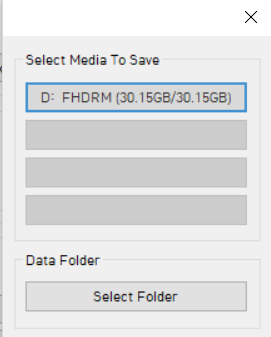 Select Media To Save
D: FHDRM (30.15GB/30.15GB)
Data Folder
Select Folder